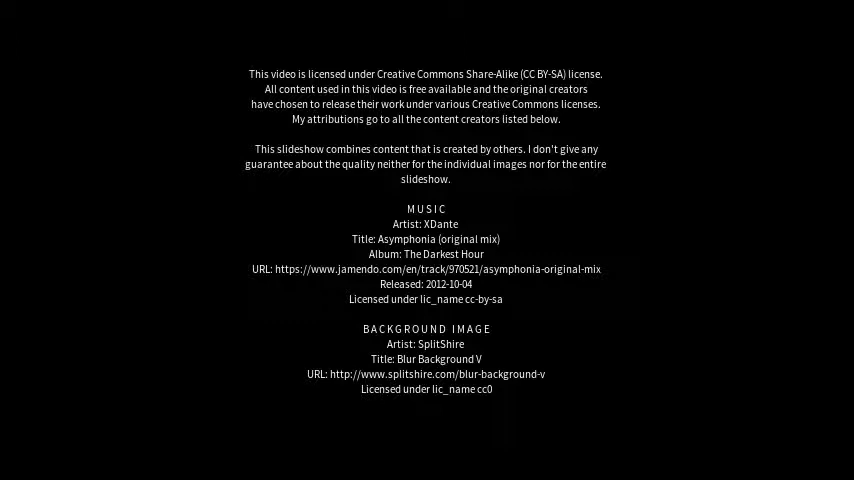 This video is licensed under Creative Commons Share-Alike (CC BY-SA) license.
All content used in this video is free available and the original creators
have chosen to release their work under various Creative Commons licenses.
My attributions go to all the content creators listed below.
This slideshow combines content that is created by others. I don't give any
guarantee about the quality neither for the individual images nor for the entire
slideshow.
MUSIC
Artist: XDante
Title: Asymphonia (original mix)
Album: The Darkest Hour
URL: https://www.jamendo.com/en/track/970521/asymphonia-original-mix
Released: 2012-10-04
Licensed under lic_name cc-by-sa
BACKGROUND IMAGE
Artist: SplitShire
Title: Blur Background V
URL: http://www.splitshire.com/blur-background-v
Licensed under lic_name cc0